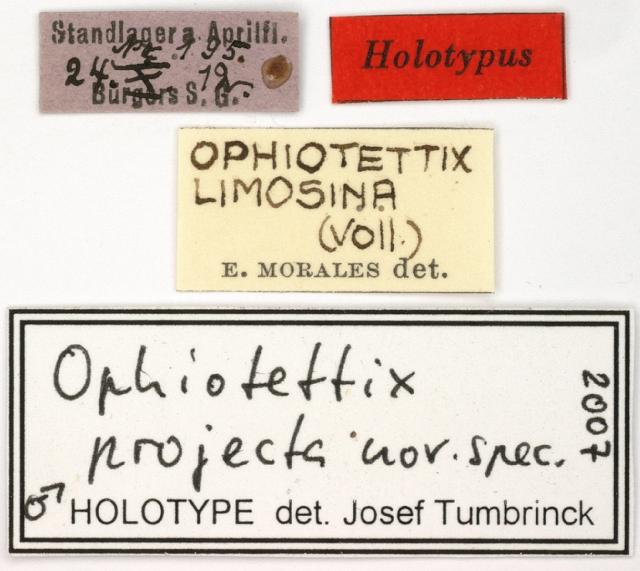 Standlager a. Aprilfl.
195.
24. X. 12.
Bürgers S. G.
Holotypus
OPHIOTETTIX
LIMOSINA
(Voll.)
E. MORALES det.
Ophiotettix
projecta nov. spec.
2007
♂ HOLOTYPE det. Josef Tumbrinck